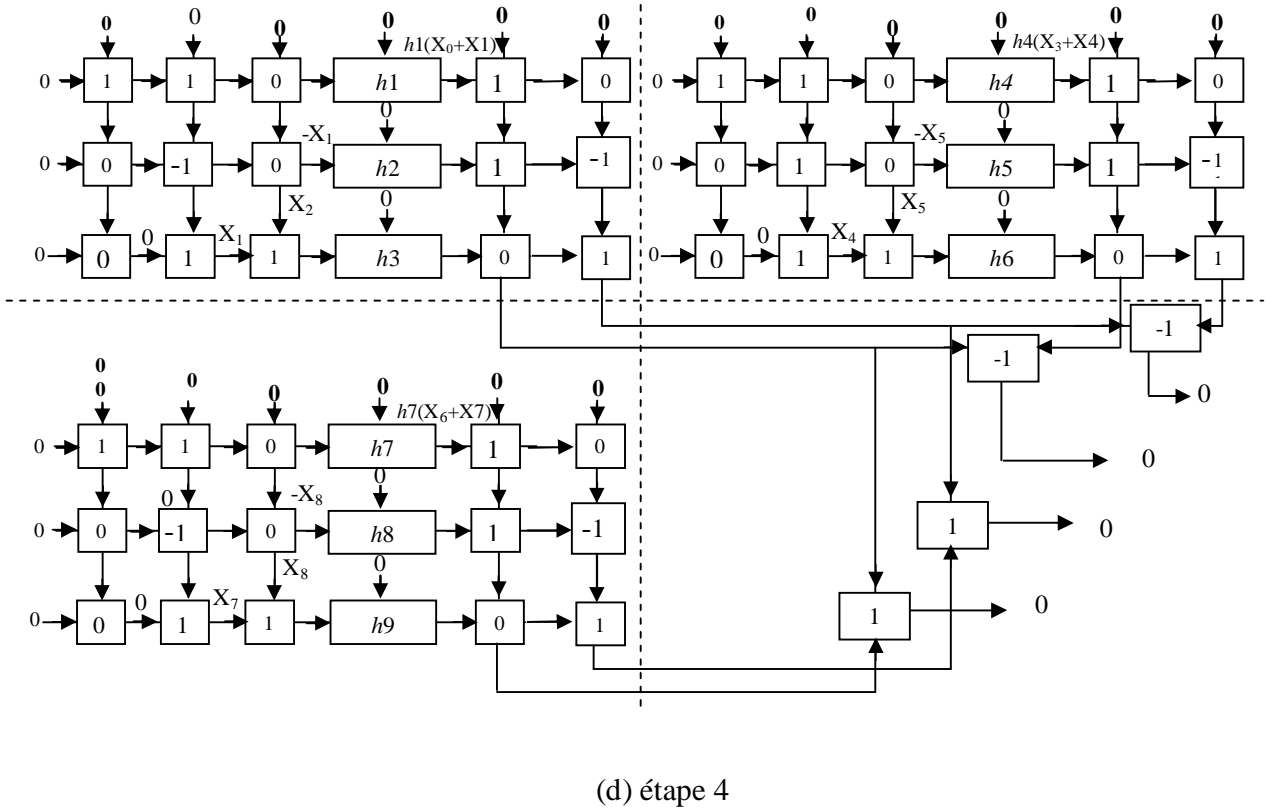 0 0 0 0 h1(X0+X1) 0 0
0 1 1 0 h1 1 0
-X1 0
0 0 -1 0 h2 1 -1
X2 0
0 0 0 1 X1 1 h3 0 1
0 0 0 0 h4(X3+X4) 0 0
0 1 1 0 h4 1 0
-X5 0
0 0 1 0 h5 1 -1
X5 0
0 0 0 1 X4 1 h6 0 1
-1
-1
0
0
1
0
1
0
0
0 0 0 0 h7(X6+X7) 0 0
0 1 1 0 h7 1 0
0 -X8 0
0 0 -1 0 h8 1 -1
X8 0
0 0 0 1 X7 1 h9 0 1
(d) étape 4